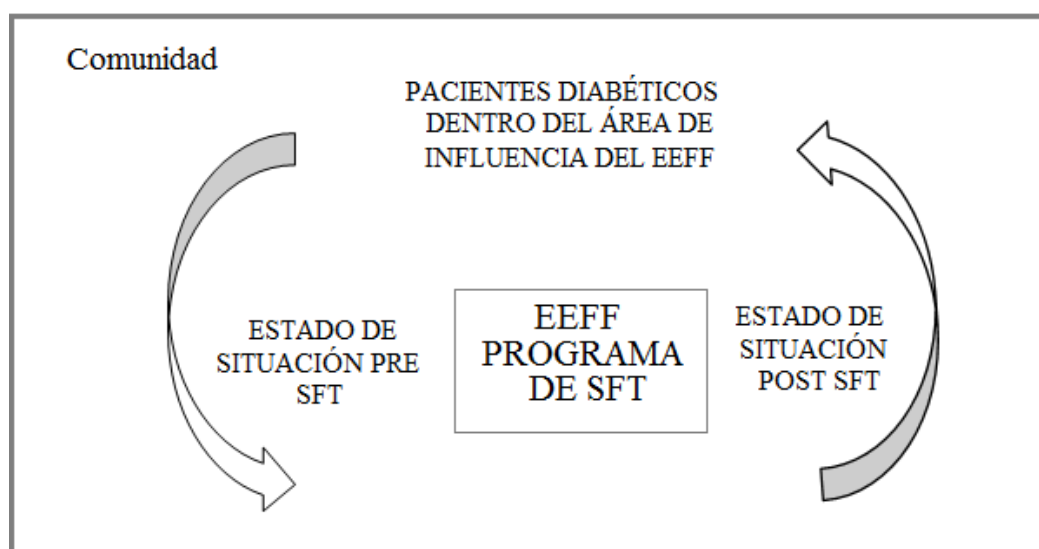 Comunidad
PACIENTES DIABÉTICOS
DENTRO DEL ÁREA DE
INFLUENCIA DEL EEFF
ESTADO DE
SITUACIÓN PRE
SFT
EEFF
PROGRAMA
DE SFT
ESTADO DE
SITUACIÓN
POST SFT